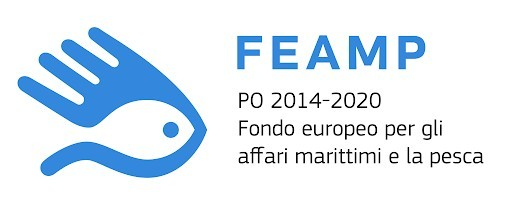 FEAMP
PO 2014-2020
Fondo europeo per gli
affari marittimi e la pesca